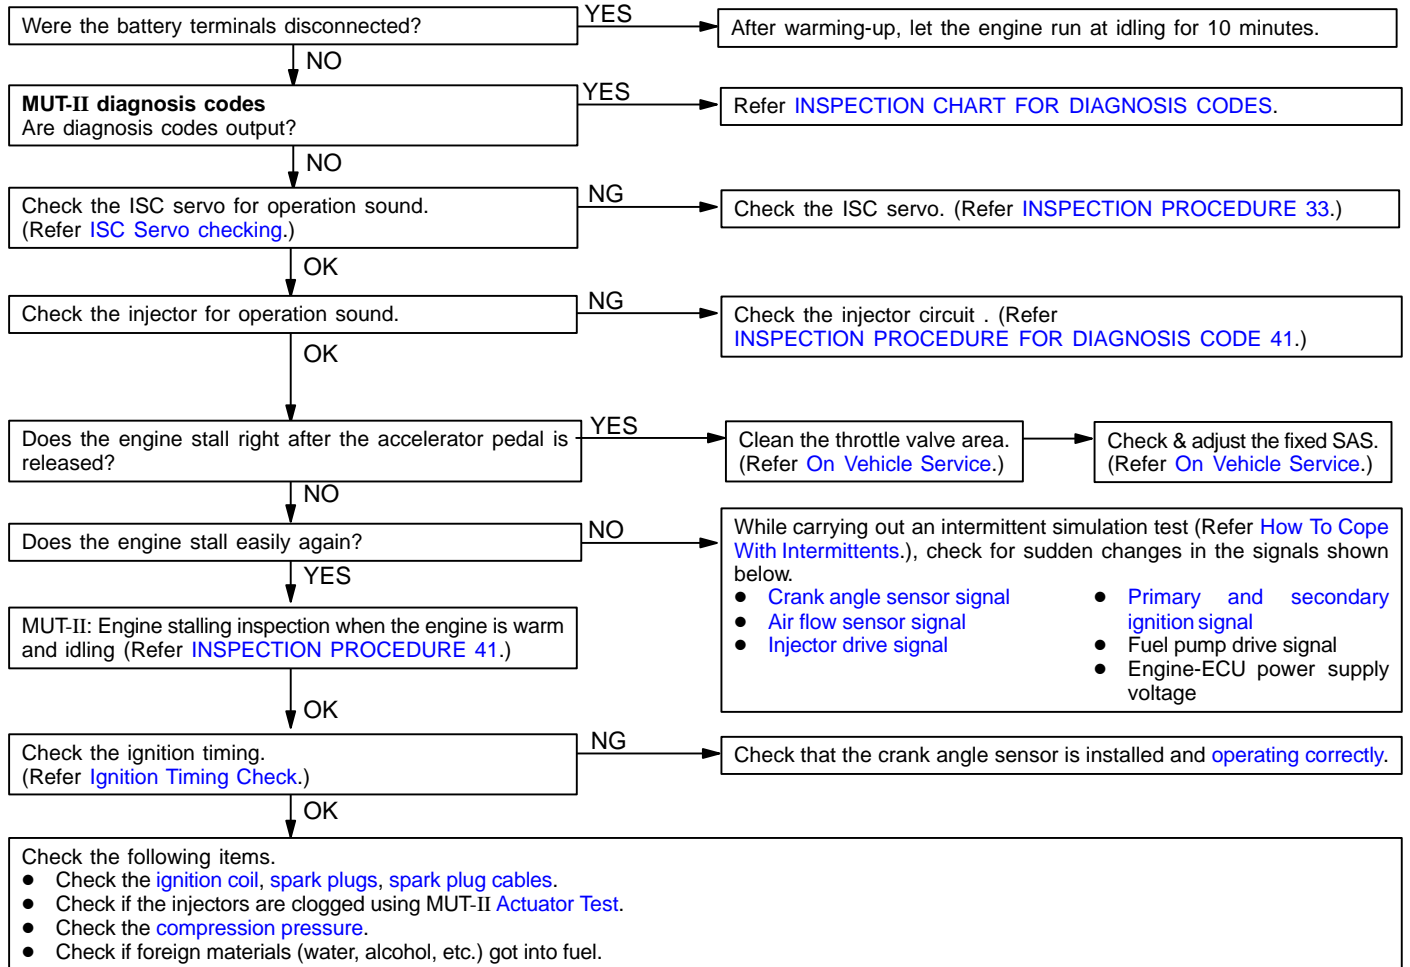 Were the battery terminals disconnected?
YES
After warming-up, let the engine run at idling for 10 minutes.
NO
MUT-II diagnosis codes
Are diagnosis codes output?
YES
Refer INSPECTION CHART FOR DIAGNOSIS CODES.
NO
Check the ISC servo for operation sound.
(Refer ISC Servo checking.)
NG
Check the ISC servo. (Refer INSPECTION PROCEDURE 33.)
OK
Check the injector for operation sound.
NG
Check the injector circuit . (Refer
INSPECTION PROCEDURE FOR DIAGNOSIS CODE 41.)
OK
Does the engine stall right after the accelerator pedal is
released?
YES
Clean the throttle valve area.
(Refer On Vehicle Service.)
Check & adjust the fixed SAS.
(Refer On Vehicle Service.)
NO
Does the engine stall easily again?
NO
While carrying out an intermittent simulation test (Refer How To Cope
With Intermittents.), check for sudden changes in the signals shown
below.
● Crank angle sensor signal
● Air flow sensor signal
● Injector drive signal
● Primary and secondary
ignition signal
● Fuel pump drive signal
● Engine-ECU power supply
voltage
YES
MUT-II: Engine stalling inspection when the engine is warm
and idling (Refer INSPECTION PROCEDURE 41.)
OK
Check the ignition timing.
(Refer Ignition Timing Check.)
NG
Check that the crank angle sensor is installed and operating correctly.
OK
Check the following items.
● Check the ignition coil, spark plugs, spark plug cables.
● Check if the injectors are clogged using MUT-II Actuator Test.
● Check the compression pressure.
● Check if foreign materials (water, alcohol, etc.) got into fuel.